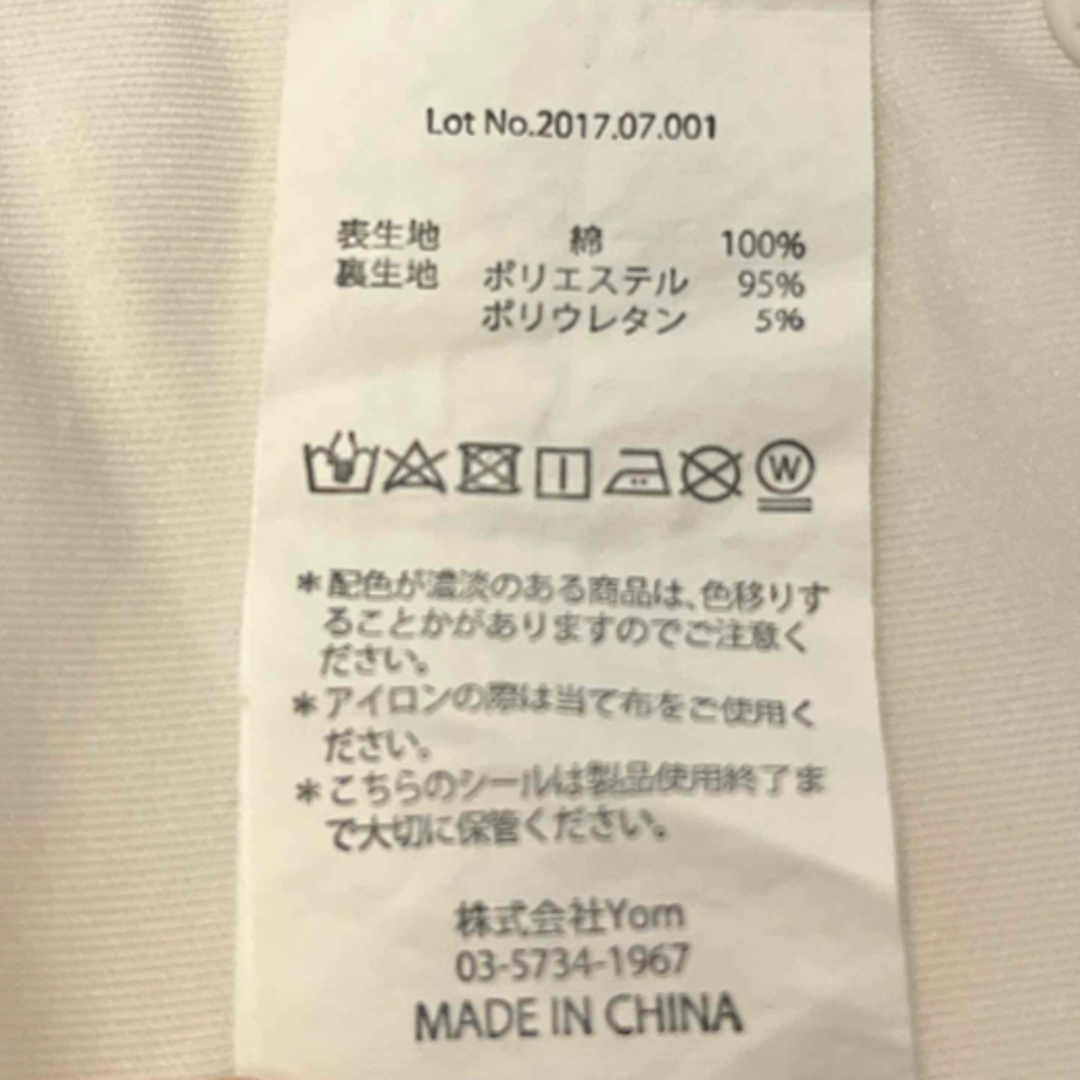 Lot No.2017.07.001
表生地 綿 100%
裏生地 ポリエステル 95%
ポリウレタン 5%
W
*配色が濃淡のある商品は、色移りす
ることかがありますのでご注意く
ださい。
*アイロンの際は当て布をご使用く
ださい。
*こちらのシールは製品使用終了ま
で大切に保管ください。
株式会社Yorn
03-5734-1967
MADE IN CHINA